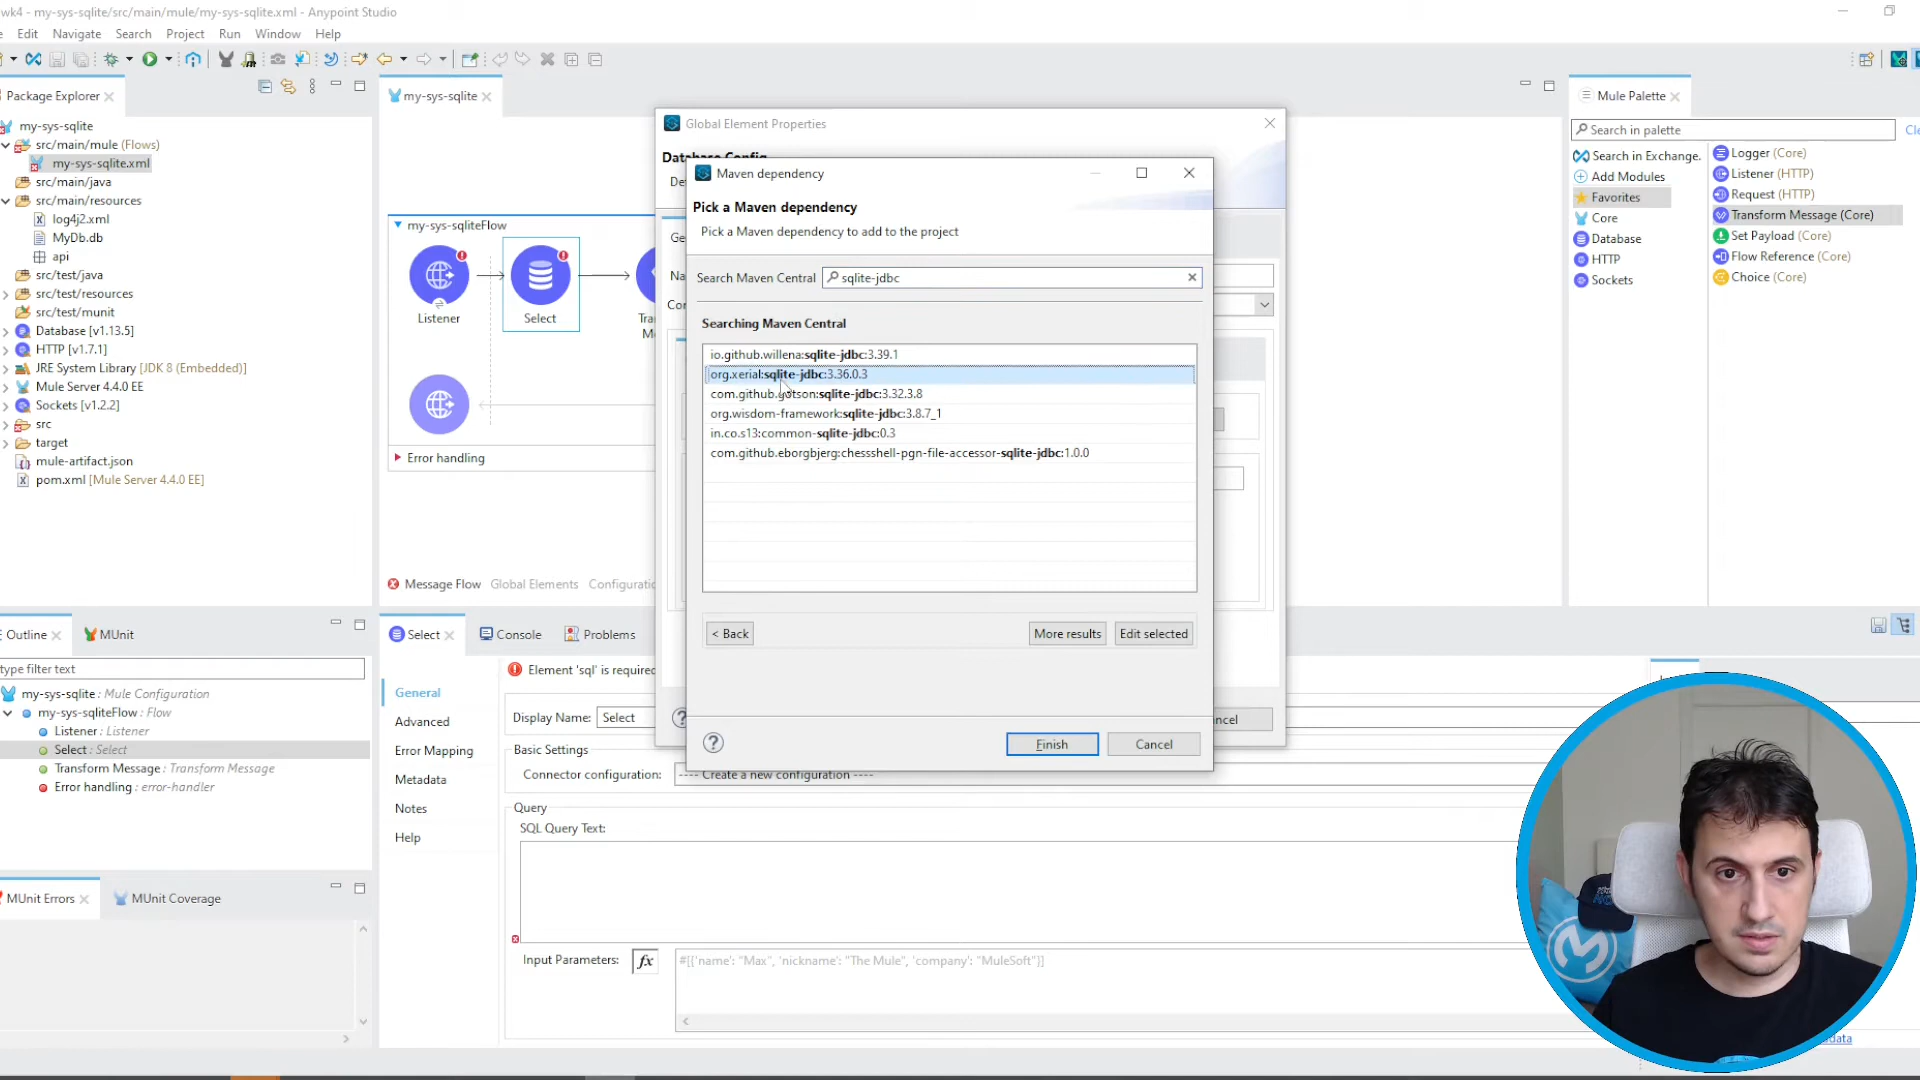 wk4 - my-sys-sqlite/src/main/mule/my-sys-sqlite.xml - Anypoint Studio
Edit Navigate Search Project Run Window Help
Package Explorer
my-sys-sqlite
src/main/mule (Flows)
my-sys-sqlite.xml
src/main/java
src/main/resources
log4j2.xml
MyDb.db
api
src/test/java
src/test/resources
src/test/munit
Database [v1.13.5]
HTTP [v1.7.1]
JRE System Library [JDK 8 (Embedded)]
Mule Server 4.4.0 EE
Sockets [v1.2.2]
src
target
mule-artifact.json
pom.xml [Mule Server 4.4.0 EE]
my-sys-sqlite
my-sys-sqliteFlow
Listener
Select
Error handling
Message Flow Global Elements
Global Element Properties
Maven dependency
Pick a Maven dependency
Pick a Maven dependency to add to the project
Search Maven Central sqlite-jdbc
Searching Maven Central
io.github.willena:sqlite-jdbc:3.39.1
org.xerial:sqlite-jdbc:3.36.0.3
com.github.gotson:sqlite-jdbc:3.32.3.8
org.wisdom-framework:sqlite-jdbc:3.8.7_1
in.co.s13:common-sqlite-jdbc:0.3
com.github.eborgbjerg:chessshell-pgn-file-accessor-sqlite-jdbc:1.0.0
< Back More results Edit selected
Finish Cancel
Mule Palette
Search in palette
Search in Exchange.
Add Modules
Favorites
Core
Database
HTTP
Sockets
Logger (Core)
Listener (HTTP)
Request (HTTP)
Transform Message (Core)
Set Payload (Core)
Flow Reference (Core)
Choice (Core)
Outline MUnit
type filter text
my-sys-sqlite : Mule Configuration
my-sys-sqliteFlow : Flow
Listener : Listener
Select : Select
Transform Message : Transform Message
Error handling : error-handler
MUnit Errors MUnit Coverage
Select Console Problems
Element 'sql' is required
General
Advanced
Error Mapping
Metadata
Notes
Help
Display Name: Select
Basic Settings
Connector configuration: ---- Create a new configuration ----
Query
SQL Query Text:
Input Parameters: fx #[{'name': "Max", 'nickname': "The Mule", 'company': "MuleSoft"}]